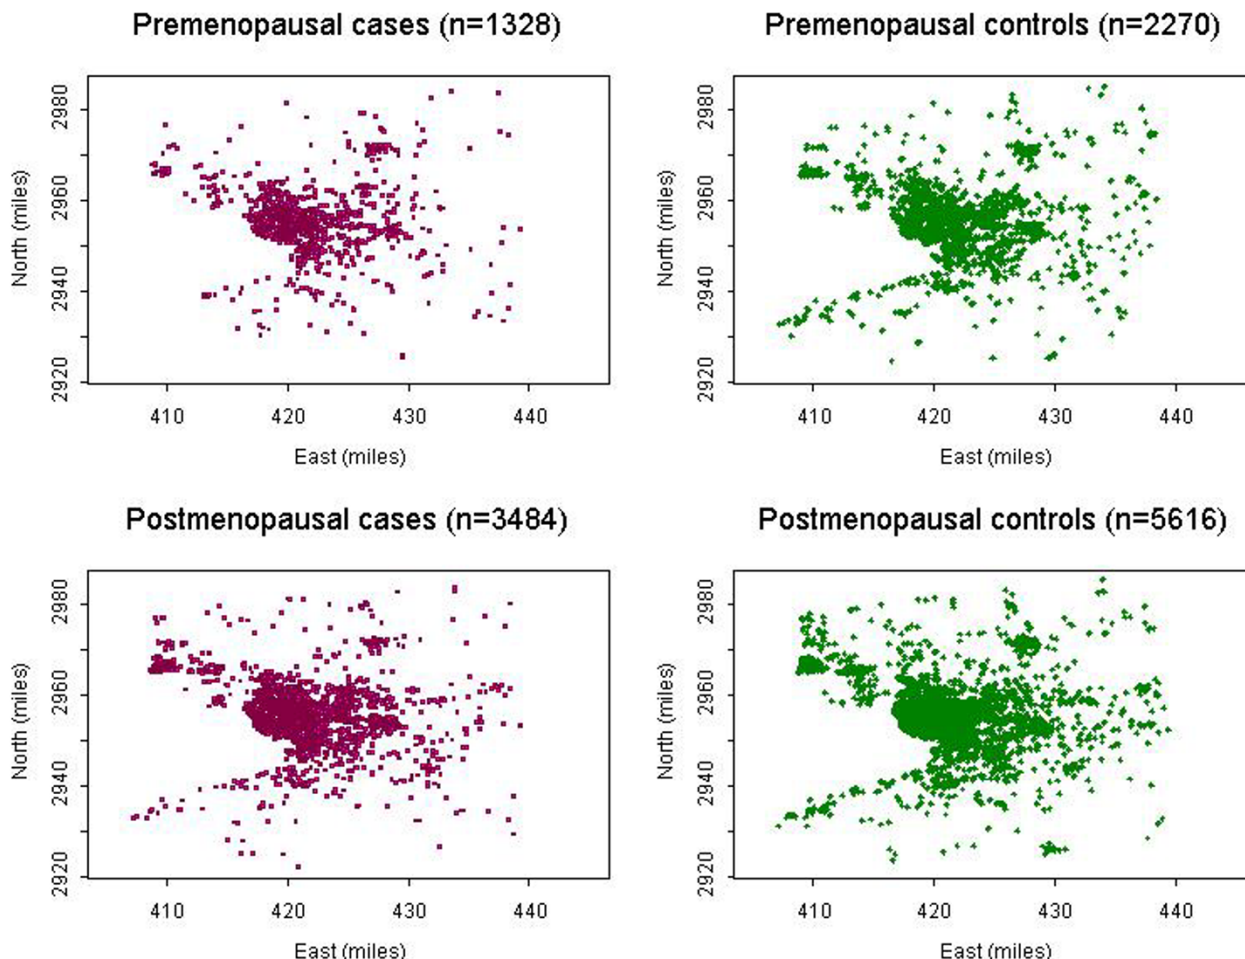 Premenopausal cases (n=1328)
Premenopausal controls (n=2270)
North (miles)
2980
2960
2940
2920
410
420
430
440
East (miles)
North (miles)
2980
2960
2940
2920
410
420
430
440
East (miles)
Postmenopausal cases (n=3484)
Postmenopausal controls (n=5616)
North (miles)
2980
2960
2940
2920
410
420
430
440
East (miles)
North (miles)
2980
2960
2940
2920
410
420
430
440
East (miles)